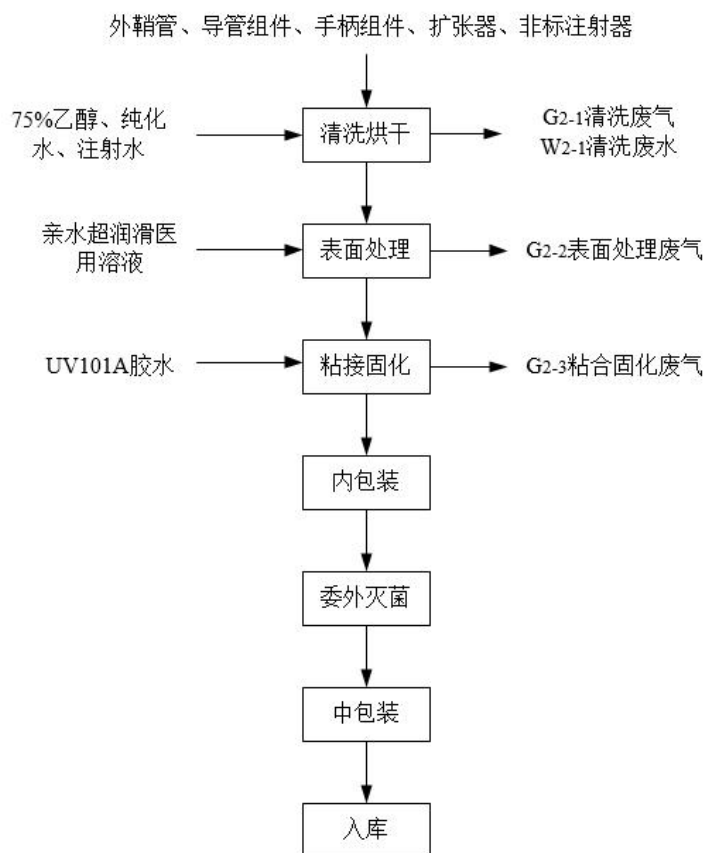 外鞘管、导管组件、手柄组件、扩张器、非标注射器
75%乙醇、纯化
水、注射水
清洗烘干
G2-1清洗废气
W2-1清洗废水
亲水超润滑医
用溶液
表面处理
G2-2表面处理废气
UV101A胶水
粘接固化
G2-3粘合固化废气
内包装
委外灭菌
中包装
入库